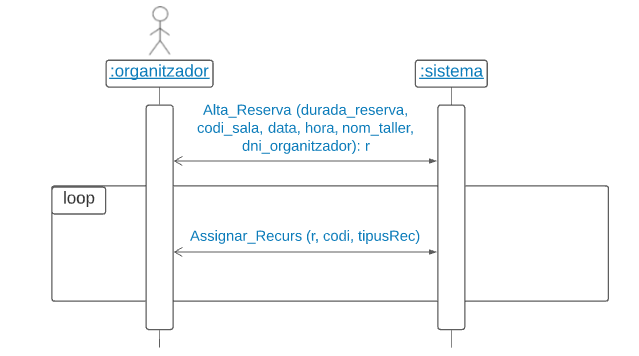 :organitzador
:sistema
Alta_Reserva (durada_reserva,
codi_sala, data, hora, nom_taller,
dni_organitzador): r
loop
Assignar_Recurs (r, codi, tipusRec)